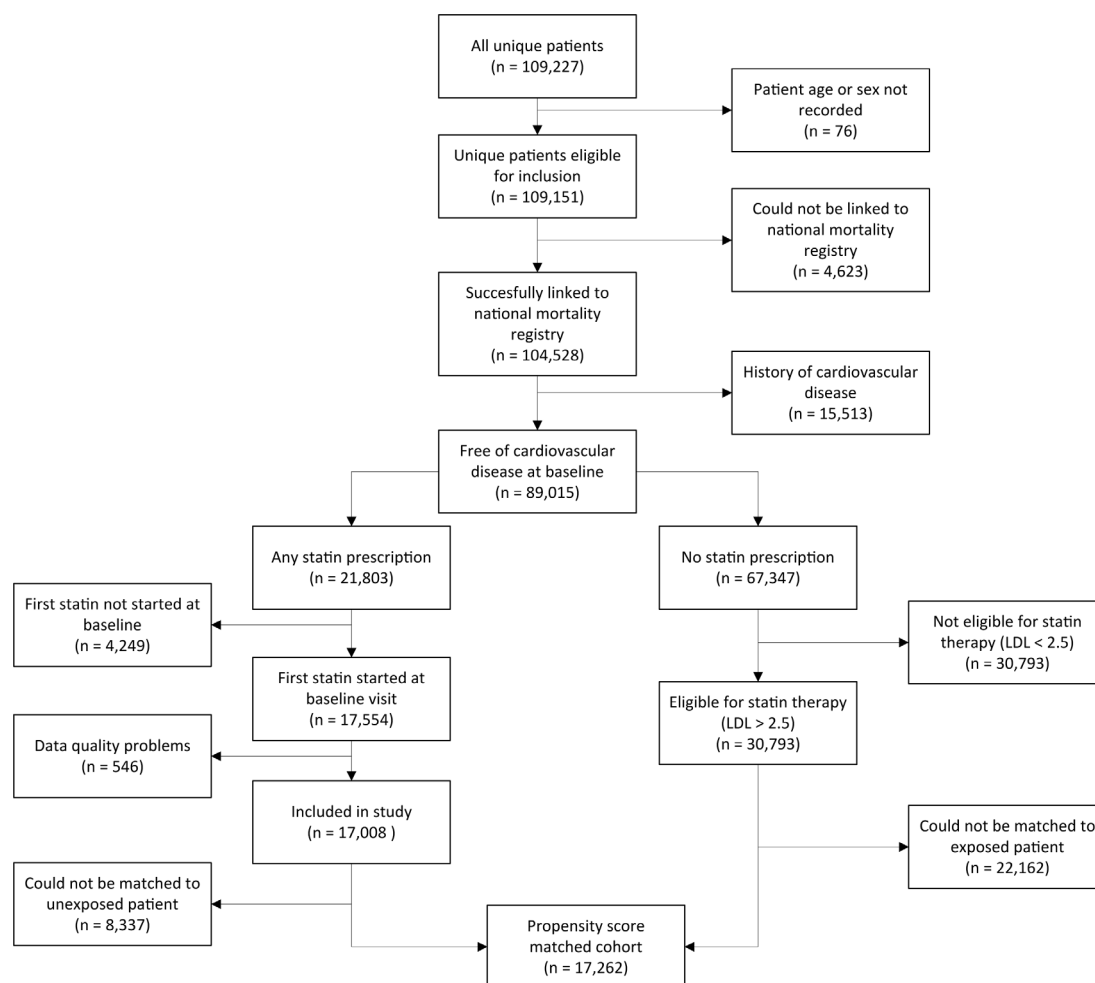 All unique patients
(n = 109,227)
Patient age or sex not
recorded
(n = 76)
Unique patients eligible
for inclusion
(n = 109,151)
Could not be linked to
national mortality
registry
(n = 4,623)
Succesfully linked to
national mortality
registry
(n = 104,528)
History of cardiovascular
disease
(n = 15,513)
Free of cardiovascular
disease at baseline
(n = 89,015)
Any statin prescription
(n = 21,803)
No statin prescription
(n = 67,347)
First statin not started at
baseline
(n = 4,249)
Not eligible for statin
therapy (LDL < 2.5)
(n = 30,793)
First statin started at
baseline visit
(n = 17,554)
Eligible for statin therapy
(LDL > 2.5)
(n = 30,793)
Data quality problems
(n = 546)
Included in study
(n = 17,008 )
Could not be matched to
exposed patient
(n = 22,162)
Could not be matched to
unexposed patient
(n = 8,337)
Propensity score
matched cohort
(n = 17,262)